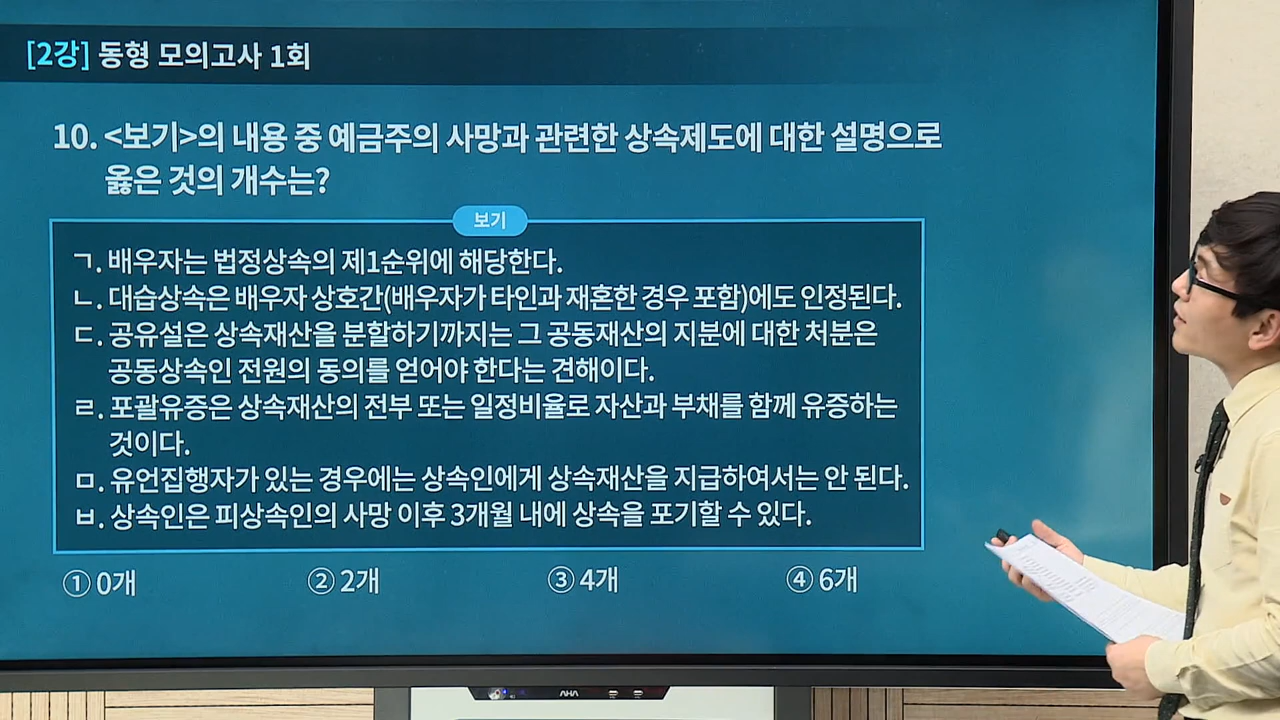 [2강] 동형 모의고사 1회
10. <보기>의 내용 중 예금주의 사망과 관련한 상속제도에 대한 설명으로
옳은 것의 개수는?
보기
ㄱ. 배우자는 법정상속의 제1순위에 해당한다.
ㄴ. 대습상속은 배우자 상호간(배우자가 타인과 재혼한 경우 포함)에도 인정된다.
ㄷ. 공유설은 상속재산을 분할하기까지는 그 공동재산의 지분에 대한 처분은
공동상속인 전원의 동의를 얻어야 한다는 견해이다.
ㄹ. 포괄유증은 상속재산의 전부 또는 일정비율로 자산과 부채를 함께 유증하는
것이다.
ㅁ. 유언집행자가 있는 경우에는 상속인에게 상속재산을 지급하여서는 안 된다.
ㅂ. 상속인은 피상속인의 사망 이후 3개월 내에 상속을 포기할 수 있다.
① 0개 ② 2개 ③ 4개 ④ 6개
AHA